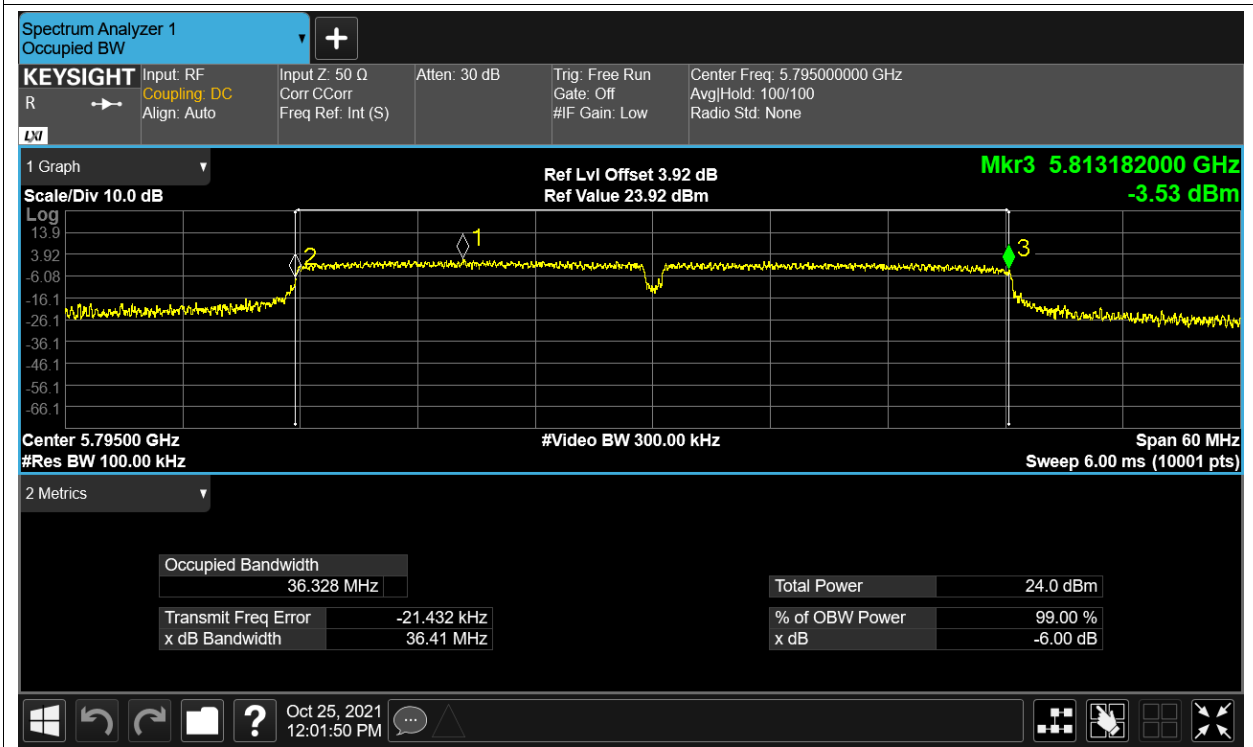 Spectrum Analyzer 1
Occupied BW
KEYSIGHT Input: RF Input Z: 50 Ω Atten: 30 dB Trig: Free Run Center Freq: 5.795000000 GHz
R Coupling: DC Corr CCorr Gate: Off Avg|Hold: 100/100
Align: Auto Freq Ref: Int (S) #IF Gain: Low Radio Std: None
LXI
1 Graph Ref Lvl Offset 3.92 dB Mkr3 5.813182000 GHz
Scale/Div 10.0 dB Ref Value 23.92 dBm -3.53 dBm
Log
13.9
3.92
-6.08
-16.1
-26.1
-36.1
-46.1
-56.1
-66.1
2
1
3
Center 5.79500 GHz #Video BW 300.00 kHz Span 60 MHz
#Res BW 100.00 kHz Sweep 6.00 ms (10001 pts)
2 Metrics
Occupied Bandwidth
36.328 MHz Total Power 24.0 dBm
Transmit Freq Error -21.432 kHz % of OBW Power 99.00 %
x dB Bandwidth 36.41 MHz x dB -6.00 dB
Oct 25, 2021
12:01:50 PM